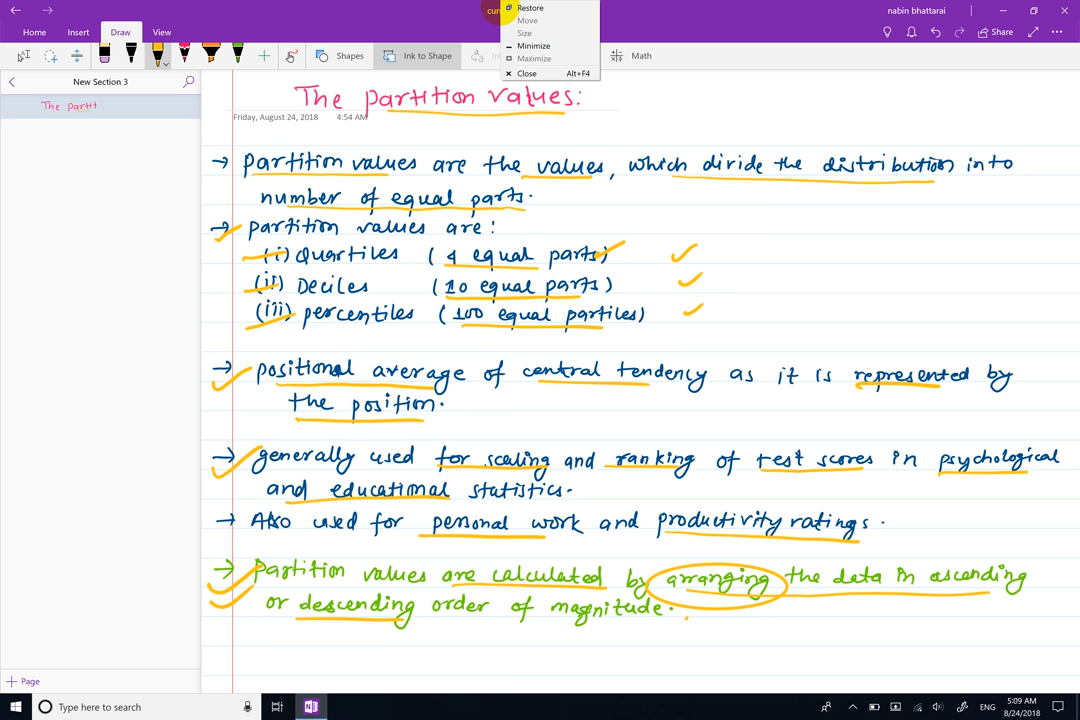 nabin bhattarai
Restore
Move
Size
Minimize
Maximize
Close Alt+F4
Home Insert Draw View
Share
Shapes Ink to Shape Math
New Section 3
The Partit
The partition values:
Friday, August 24, 2018 4:54 AM
→ partition values are the values, which divide the distribution into
number of equal parts.
→ partition values are:
(i) Quartiles (4 equal parts)
(ii) Deciles (10 equal parts)
(iii) percentiles (100 equal partiles)
→ positional average of central tendency as it is represented by
the position.
→ generally used for scaling and ranking of test scores in psychological
and educational statistics.
→ Also used for personal work and productivity ratings.
→ partition values are calculated by arranging the data in ascending
or descending order of magnitude.
+ Page
Type here to search
ENG 5:09 AM
8/24/2018